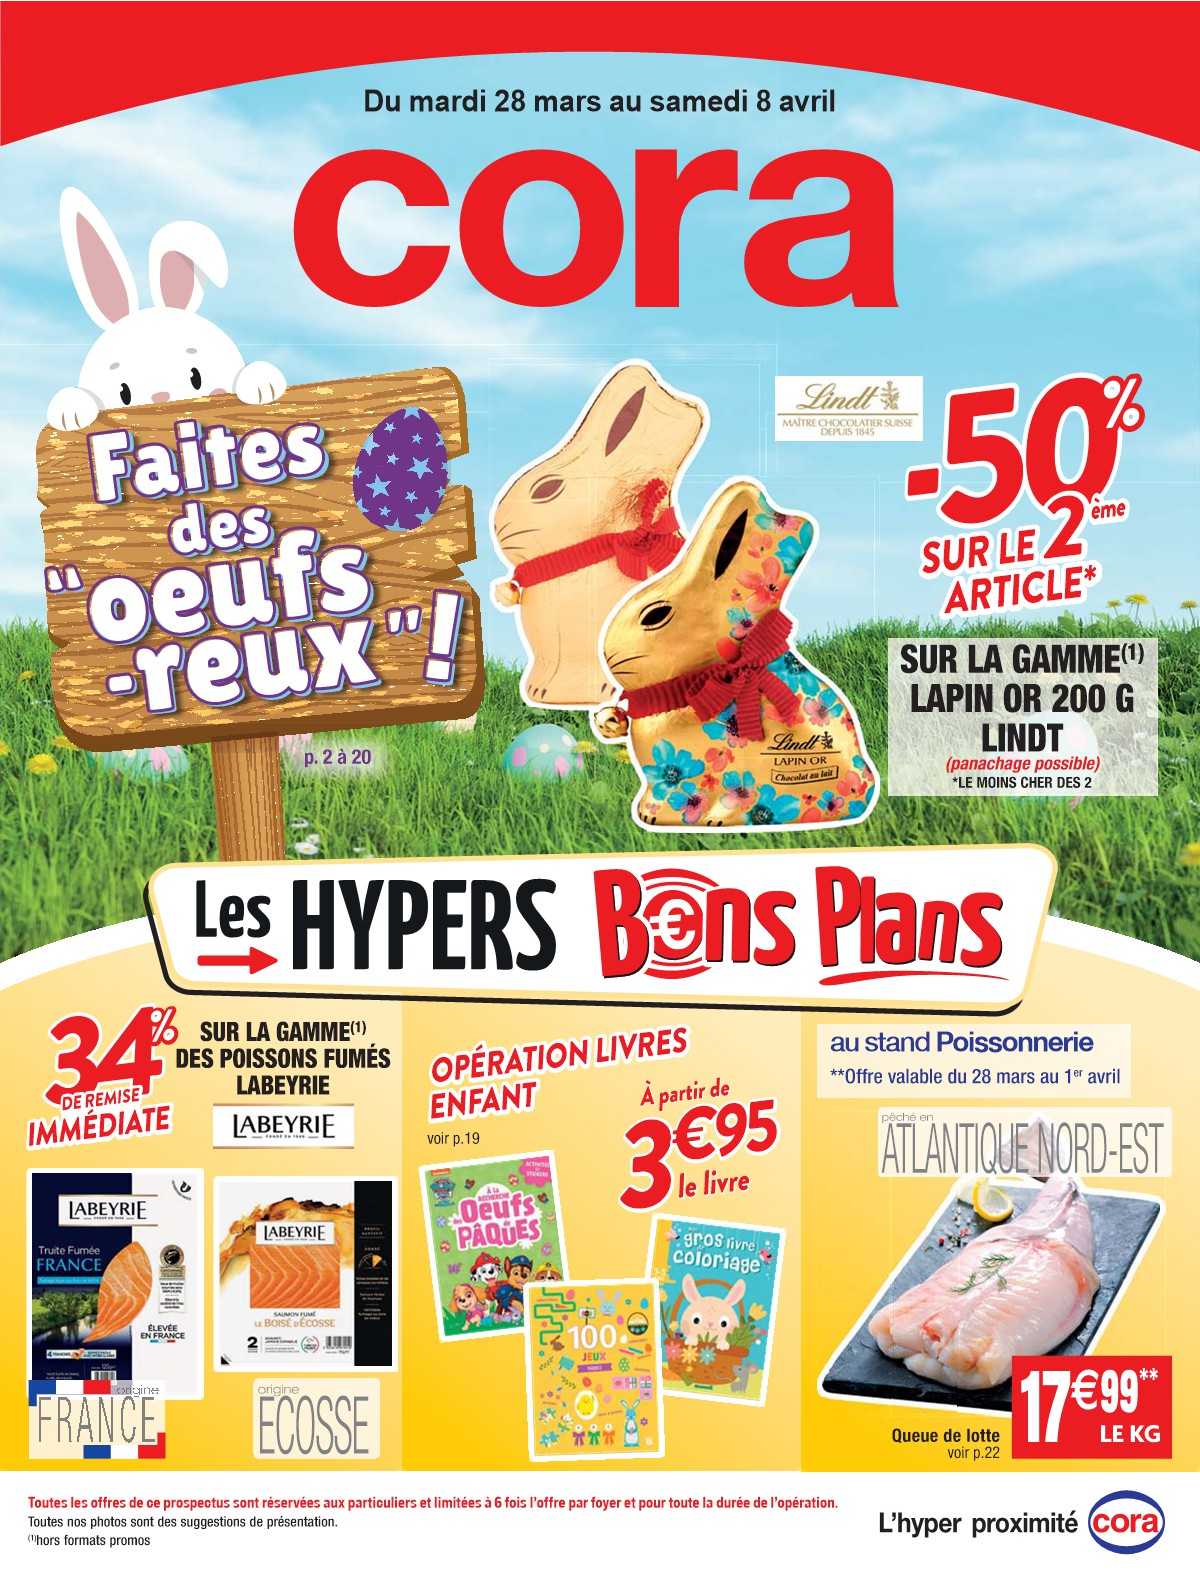 Du mardi 28 mars au samedi 8 avril
cora
Faites
des
“oeufs
-reux”!
p. 2 à 20
Lindt
MAÎTRE CHOCOLATIER SUISSE
DEPUIS 1845
-50%
SUR LE 2ème
ARTICLE*
SUR LA GAMME(1)
LAPIN OR 200 G
LINDT
(panachage possible)
*LE MOINS CHER DES 2
Lindt
LAPIN OR
Chocolat au lait
Les HYPERS Bons Plans
34%
DE REMISE
IMMÉDIATE
SUR LA GAMME(1)
DES POISSONS FUMÉS
LABEYRIE
LABEYRIE
LABEYRIE
Truite Fumée
FRANCE
ÉLEVÉE
EN FRANCE
origine
FRANCE
LABEYRIE
SAUMON FUMÉ
LE BOISÉ D'ÉCOSSE
2
origine
ECOSSE
OPÉRATION LIVRES
ENFANT
voir p.19
À partir de
3€95
le livre
À LA
RECHERCHE
des Oeufs
de PÂQUES
gros livre
coloriage
100
JEUX
au stand Poissonnerie
**Offre valable du 28 mars au 1er avril
pêché en
ATLANTIQUE NORD-EST
17€99**
LE KG
Queue de lotte
voir p.22
Toutes les offres de ce prospectus sont réservées aux particuliers et limitées à 6 fois l'offre par foyer et pour toute la durée de l'opération.
Toutes nos photos sont des suggestions de présentation.
(1)hors formats promos
L'hyper proximité cora